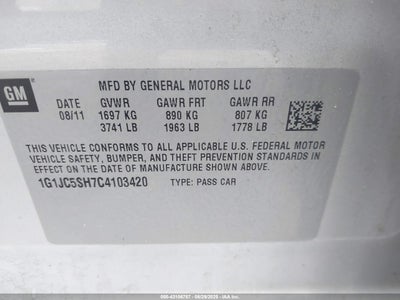 GM
MFD BY GENERAL MOTORS LLC
DATE GVWR GAWR FRT GAWR RR
08/11 1697 KG 890 KG 807 KG
3741 LB 1963 LB 1778 LB
THIS VEHICLE CONFORMS TO ALL APPLICABLE U.S. FEDERAL MOTOR
VEHICLE SAFETY, BUMPER, AND THEFT PREVENTION STANDARDS IN
EFFECT ON THE DATE OF MANUFACTURE SHOWN ABOVE.
1G1JC5SH7C4103420 TYPE: PASS CAR